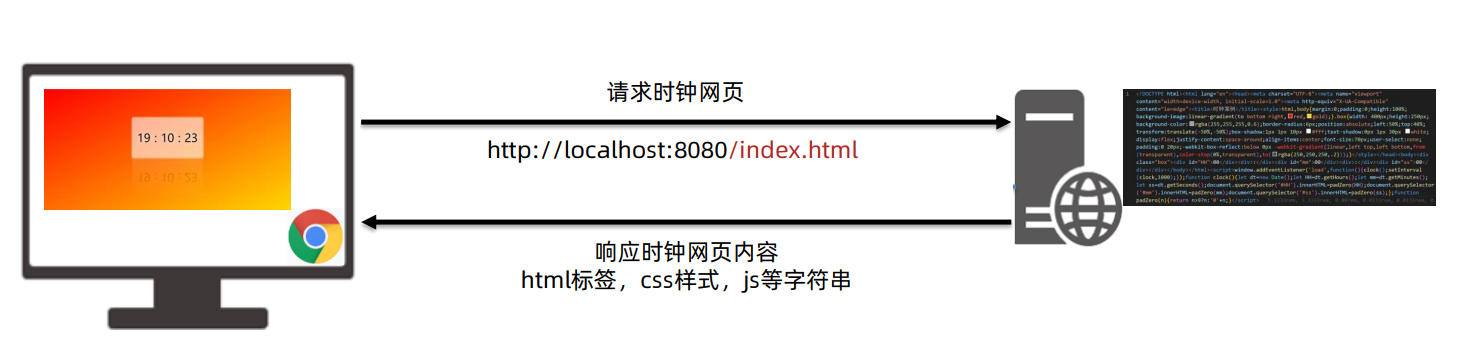 请求时钟网页
19 : 10 : 23
http://localhost:8080/index.html
响应时钟网页内容
html标签，css样式，js等字符串
1 <!DOCTYPE html><html lang="en"><head><meta charset="UTF-8"><meta name="viewport"
content="width=device-width, initial-scale=1.0"><meta http-equiv="X-UA-Compatible"
content="ie=edge"><title>时钟案例</title><style>html,body{margin:0;padding:0;height:100%;
background-image:linear-gradient(to bottom right,red,gold);}.box{width: 400px;height:250px;
background-color:rgba(255,255,255,0.6);border-radius:6px;position:absolute;left:50%;top:40%;
transform:translate(-50%,-50%);box-shadow:1px 1px 10px #fff;text-shadow:0px 1px 30px white;
display:flex;justify-content:space-around;align-items:center;font-size:70px;user-select:none;
padding:0 20px;-webkit-box-reflect:below 0px -webkit-gradient(linear,left top,left bottom,from
(transparent),color-stop(0%,transparent),to(rgba(250,250,250,.2)));}</style></head><body><div
class="box"><div id="HH">00</div><div>:</div><div id="mm">00</div><div>:</div><div id="ss">00</
div></div></body></html><script>window.addEventListener('load',function(){clock();setInterval
(clock,1000);});function clock(){let dt=new Date();let HH=dt.getHours();let mm=dt.getMinutes();
let ss=dt.getSeconds();document.querySelector('#HH').innerHTML=padZero(HH);document.querySelector
('#mm').innerHTML=padZero(mm);document.querySelector('#ss').innerHTML=padZero(ss);};function
padZero(n){return n>9?n:'0'+n;}</script>